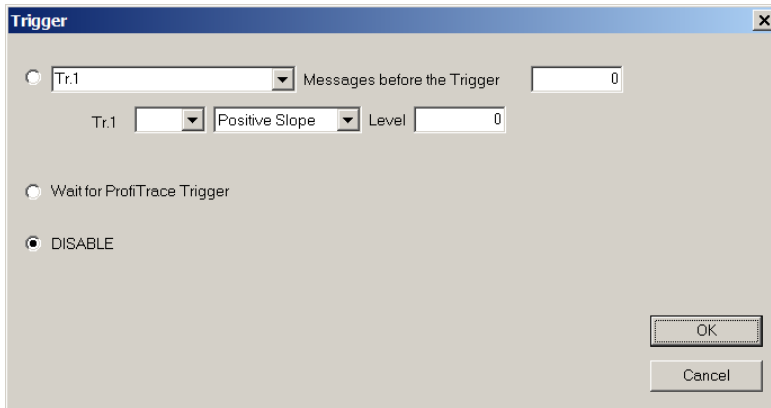 Trigger
Tr.1 Messages before the Trigger 0
Tr.1 Positive Slope Level 0
Wait for ProfiTrace Trigger
DISABLE
OK
Cancel